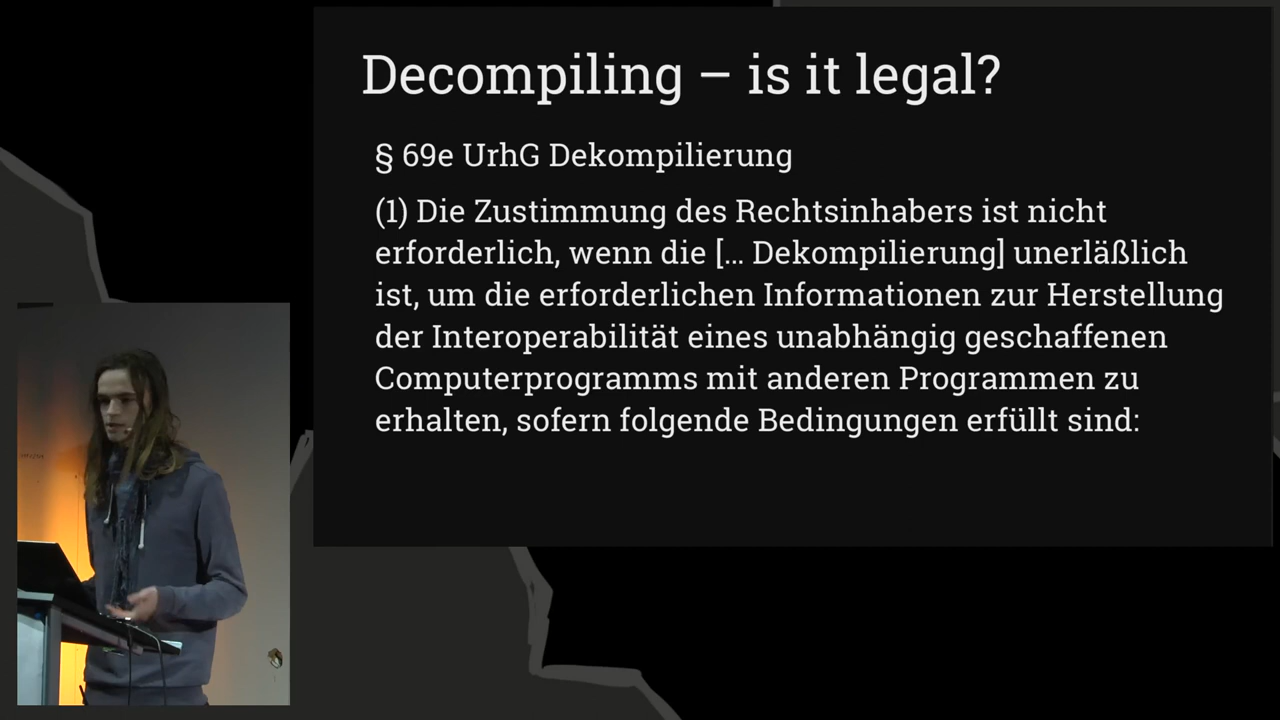 Decompiling – is it legal?
§ 69e UrhG Dekompilierung
(1) Die Zustimmung des Rechtsinhabers ist nicht
erforderlich, wenn die [… Dekompilierung] unerläßlich
ist, um die erforderlichen Informationen zur Herstellung
der Interoperabilität eines unabhängig geschaffenen
Computerprogramms mit anderen Programmen zu
erhalten, sofern folgende Bedingungen erfüllt sind: